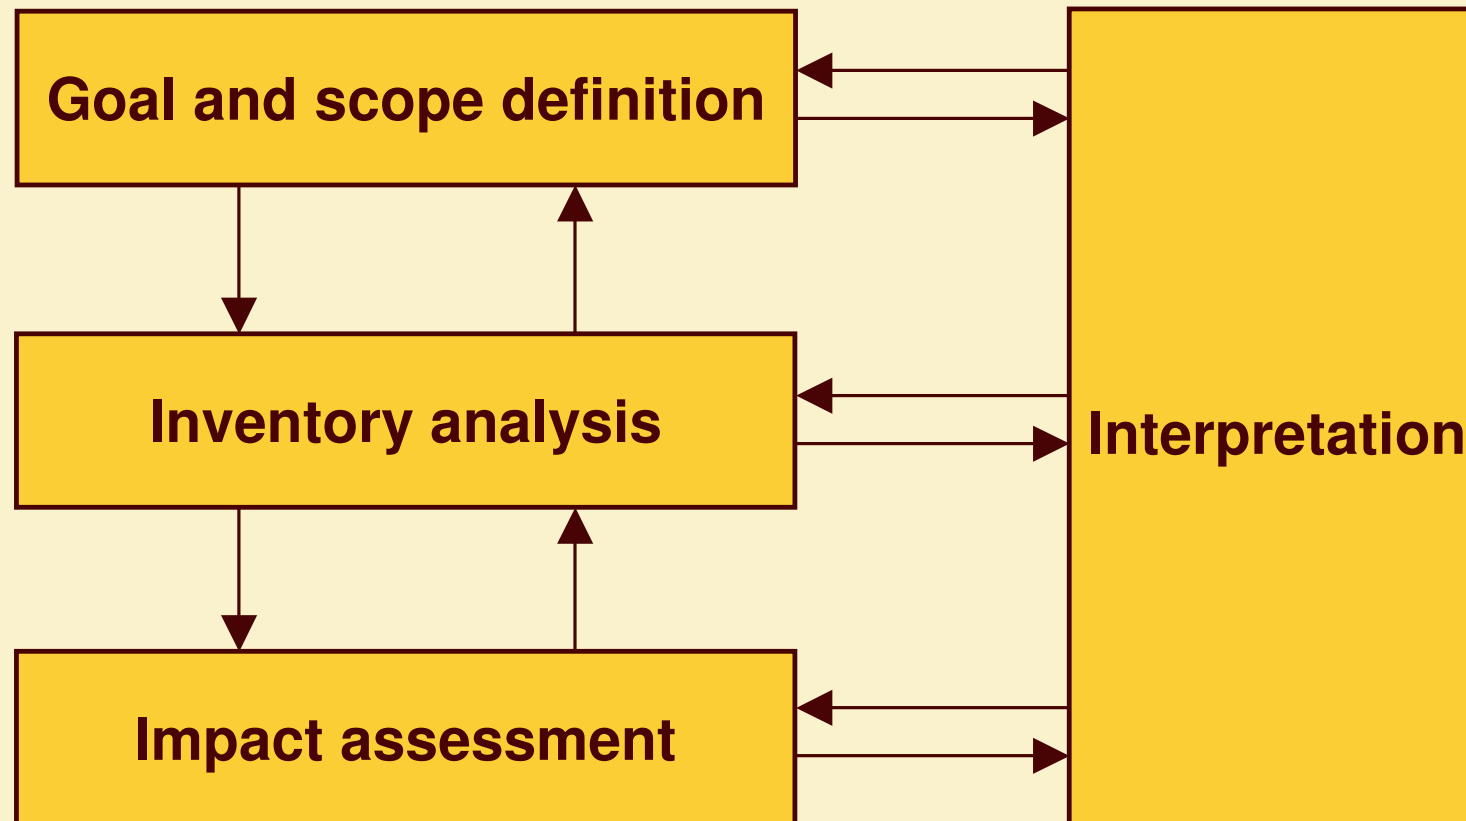 Goal and scope definition
Inventory analysis
Interpretation
Impact assessment